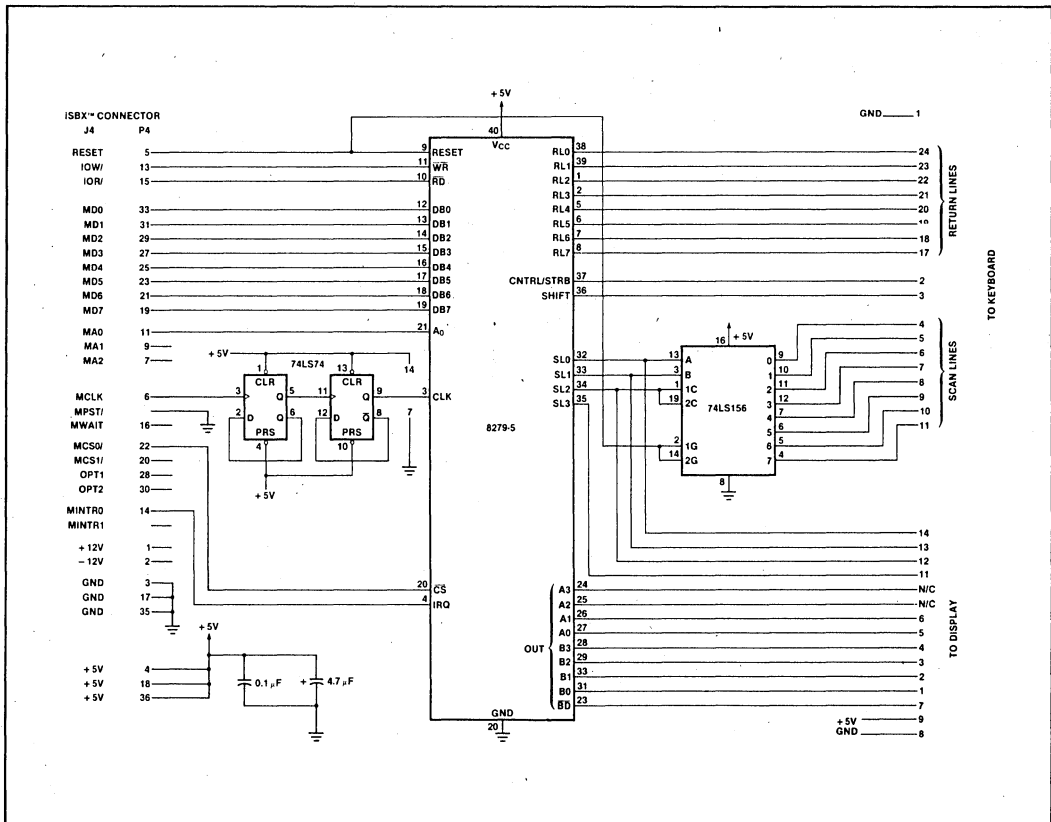 ISBX™ CONNECTOR
J4 P4
RESET 5
IOW/ 13
IOR/ 15
MD0 33
MD1 31
MD2 29
MD3 27
MD4 25
MD5 23
MD6 21
MD7 19
MA0 11
MA1 9
MA2 7
MCLK 6
MPST/
MWAIT 16
MCS0/ 22
MCS1/ 20
OPT1 28
OPT2 30
MINTR0 14
MINTR1
+12V 1
−12V 2
GND 3
GND 17
GND 35
+5V
+5V 4
+5V 18
+5V 36
0.1 μF
+ 4.7 μF
+5V 74LS74
1 13 14
CLR CLR
3 5 11 9
Q Q
2 D 6 Q 12 D 8 Q̅
PRS PRS
4 10
+5V
7
+5V
40
VCC
9 RESET
11 W̅R̅
10 R̅D̅
12 DB0
13 DB1
14 DB2
15 DB3
16 DB4
17 DB5
18 DB6
19 DB7
21 A0
3 CLK
8279-5
20 C̅S̅
4 IRQ
GND
20
RL0 38
RL1 39
RL2 1
RL3 2
RL4 5
RL5 6
RL6 7
RL7 8
CNTRL/STRB 37
SHIFT 36
SL0 32
SL1 33
SL2 34
SL3 35
OUT
A3 24
A2 25
A1 26
A0 27
B3 28
B2 29
B1 33
B0 31
B̅D̅ 23
16 +5V
13 A 0 9
3 B 1 10
1 1C 2 11
19 2C 3 12
74LS156
4 7
5 6
2 1G 6 5
14 2G 7 4
8
GND 1
24
23
22
21
20
18
17
RETURN LINES
2
3
TO KEYBOARD
4
5
6
7
8
9
10
11
SCAN LINES
14
13
12
11
N/C
N/C
6
5
4
3
2
1
7
TO DISPLAY
+5V 9
GND 8